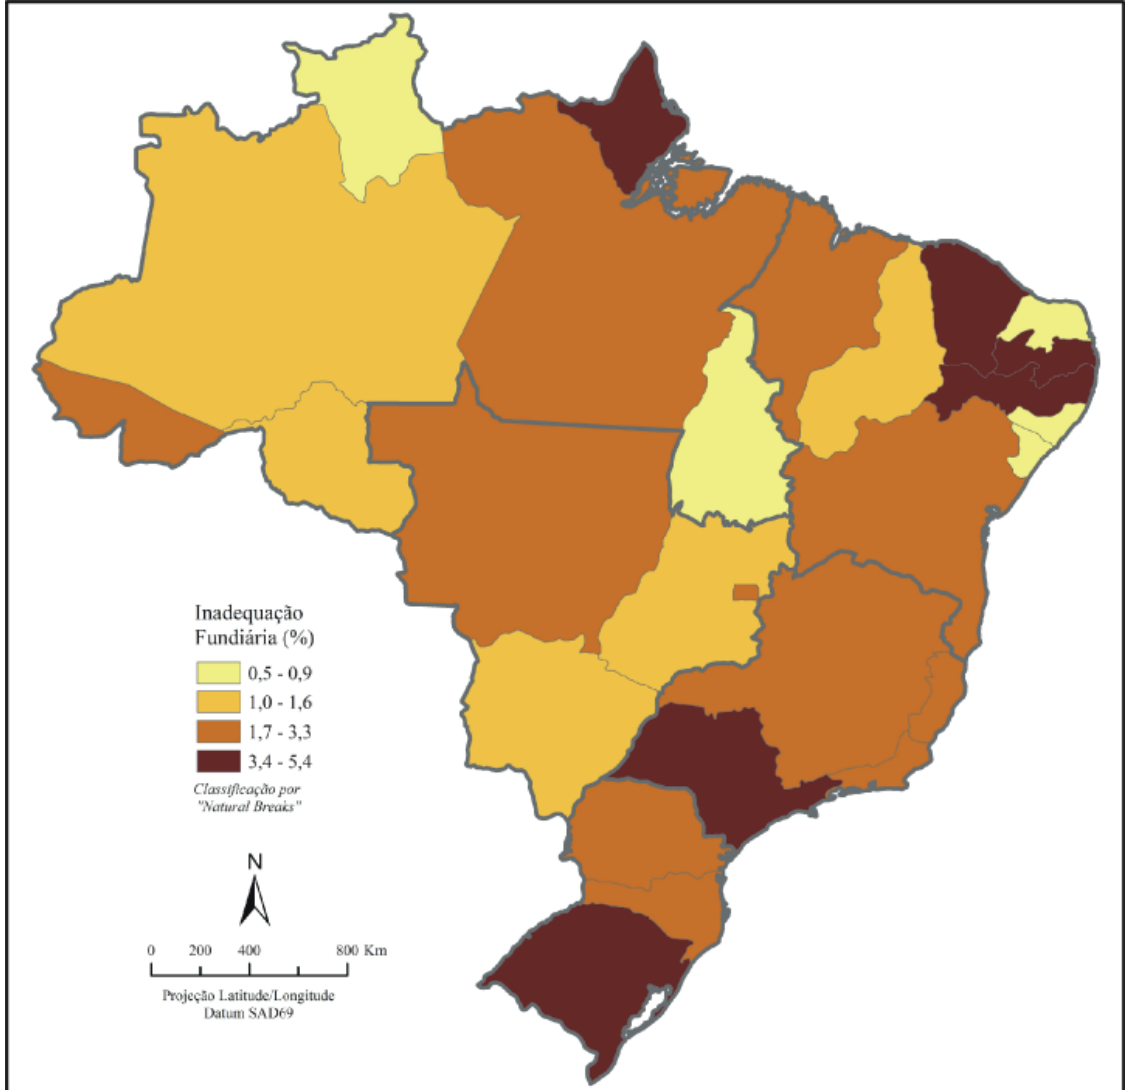 Inadequação
Fundiária (%)
0,5 - 0,9
1,0 - 1,6
1,7 - 3,3
3,4 - 5,4
Classificação por
"Natural Breaks"
N
0 200 400 800 Km
Projeção Latitude/Longitude
Datum SAD69